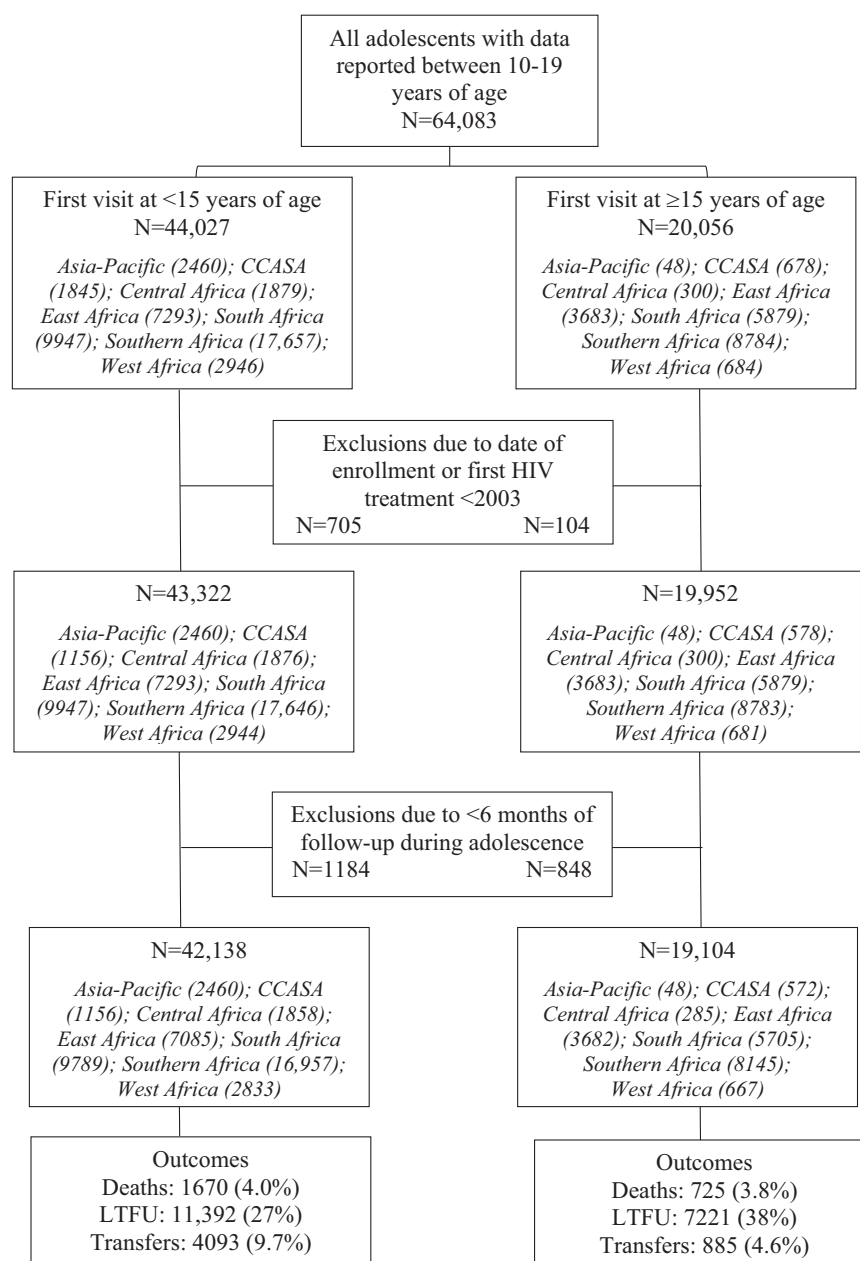 All adolescents with data
reported between 10-19
years of age
N=64,083
First visit at <15 years of age
N=44,027
Asia-Pacific (2460); CCASA
(1845); Central Africa (1879);
East Africa (7293); South Africa
(9947); Southern Africa (17,657);
West Africa (2946)
First visit at ≥15 years of age
N=20,056
Asia-Pacific (48); CCASA (678);
Central Africa (300); East Africa
(3683); South Africa (5879);
Southern Africa (8784);
West Africa (684)
Exclusions due to date of
enrollment or first HIV
treatment <2003
N=705 N=104
N=43,322
Asia-Pacific (2460); CCASA
(1156); Central Africa (1876);
East Africa (7293); South Africa
(9947); Southern Africa (17,646);
West Africa (2944)
N=19,952
Asia-Pacific (48); CCASA (578);
Central Africa (300); East Africa
(3683); South Africa (5879);
Southern Africa (8783);
West Africa (681)
Exclusions due to <6 months of
follow-up during adolescence
N=1184 N=848
N=42,138
Asia-Pacific (2460); CCASA
(1156); Central Africa (1858);
East Africa (7085); South Africa
(9789); Southern Africa (16,957);
West Africa (2833)
N=19,104
Asia-Pacific (48); CCASA (572);
Central Africa (285); East Africa
(3682); South Africa (5705);
Southern Africa (8145);
West Africa (667)
Outcomes
Deaths: 1670 (4.0%)
LTFU: 11,392 (27%)
Transfers: 4093 (9.7%)
Outcomes
Deaths: 725 (3.8%)
LTFU: 7221 (38%)
Transfers: 885 (4.6%)